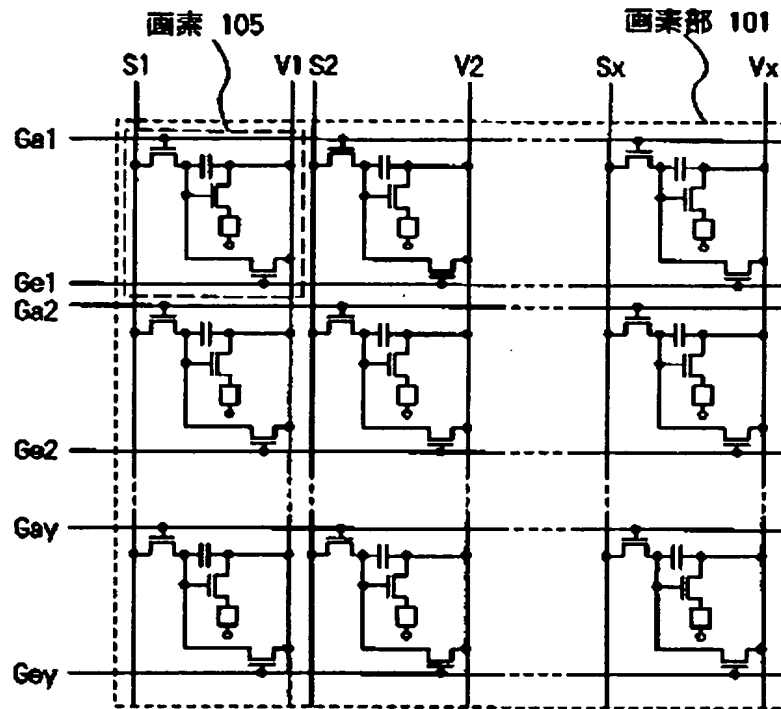 画素 105
画素部 101
S1 V1 S2 V2 Sx Vx
Ga1
Ge1
Ga2
Ge2
Gay
Gey